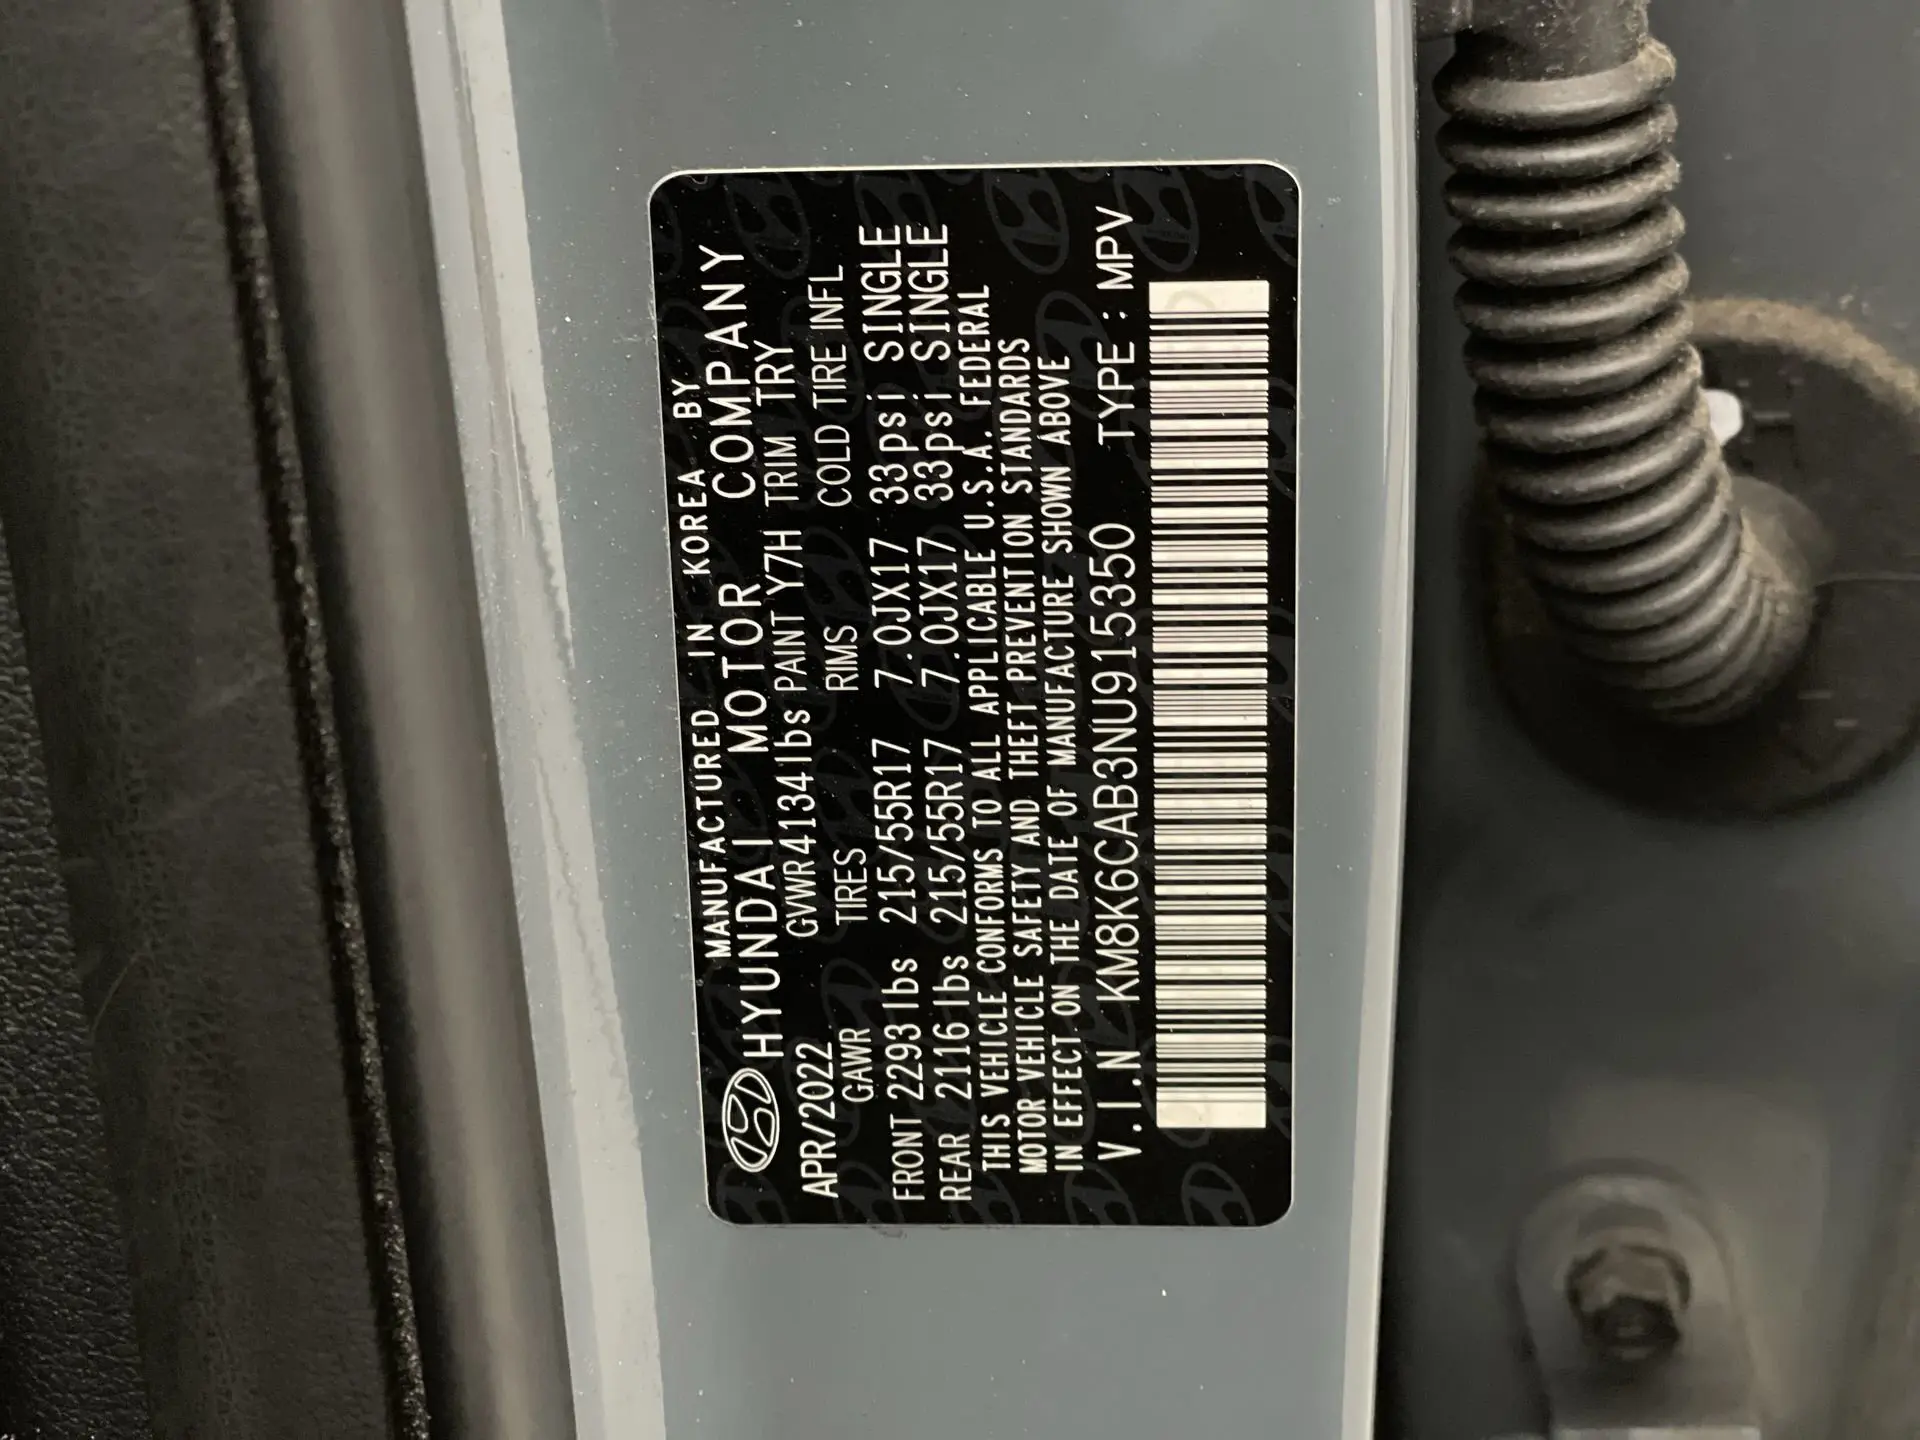 MANUFACTURED IN KOREA BY
HYUNDAI MOTOR COMPANY
APR/2022 GVWR4134lbs PAINT Y7H TRIM TRY
GAWR TIRES RIMS COLD TIRE INFL
FRONT 2293lbs 215/55R17 7.0JX17 33psi SINGLE
REAR 2116lbs 215/55R17 7.0JX17 33psi SINGLE
THIS VEHICLE CONFORMS TO ALL APPLICABLE U.S.A. FEDERAL
MOTOR VEHICLE SAFETY AND THEFT PREVENTION STANDARDS
IN EFFECT ON THE DATE OF MANUFACTURE SHOWN ABOVE
V.I.N KM8K6CAB3NU915350 TYPE : MPV